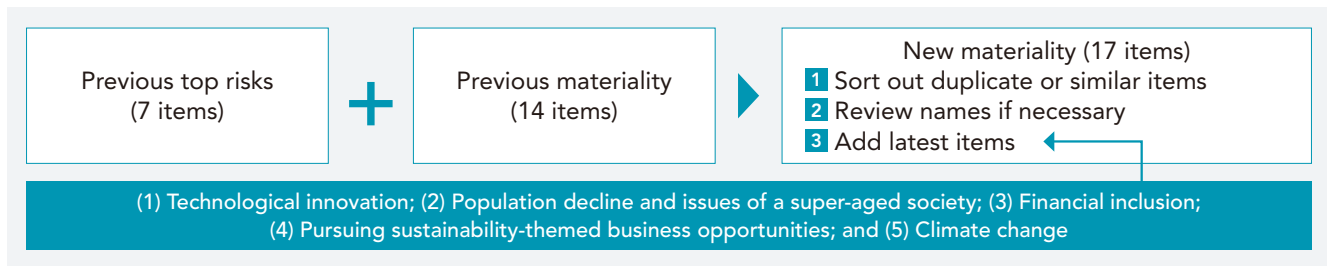 Previous top risks
(7 items)
+
Previous materiality
(14 items)
New materiality (17 items)
1 Sort out duplicate or similar items
2 Review names if necessary
3 Add latest items
(1) Technological innovation; (2) Population decline and issues of a super-aged society; (3) Financial inclusion;
(4) Pursuing sustainability-themed business opportunities; and (5) Climate change